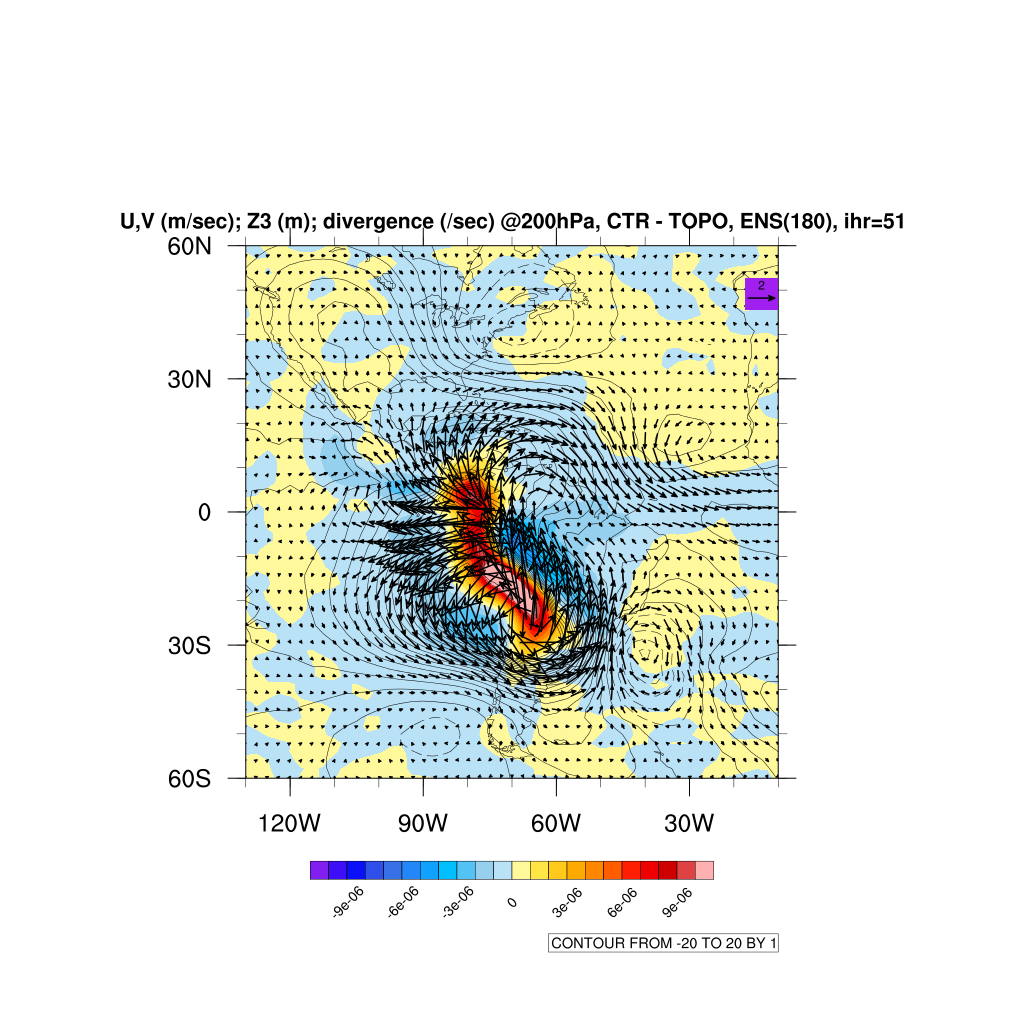 U,V (m/sec); Z3 (m); divergence (/sec) @200hPa, CTR - TOPO, ENS(180), ihr=51
60N
2
30N
0
30S
60S
120W 90W 60W 30W
-9e-06 -6e-06 -3e-06 0 3e-06 6e-06 9e-06
CONTOUR FROM -20 TO 20 BY 1